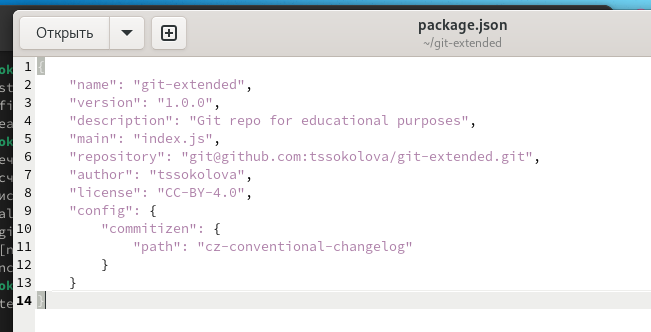 Открыть
package.json
~/git-extended
1 {
2 "name": "git-extended",
3 "version": "1.0.0",
4 "description": "Git repo for educational purposes",
5 "main": "index.js",
6 "repository": "git@github.com:tssokolova/git-extended.git",
7 "author": "tssokolova",
8 "license": "CC-BY-4.0",
9 "config": {
10 "commitizen": {
11 "path": "cz-conventional-changelog"
12 }
13 }
14 }